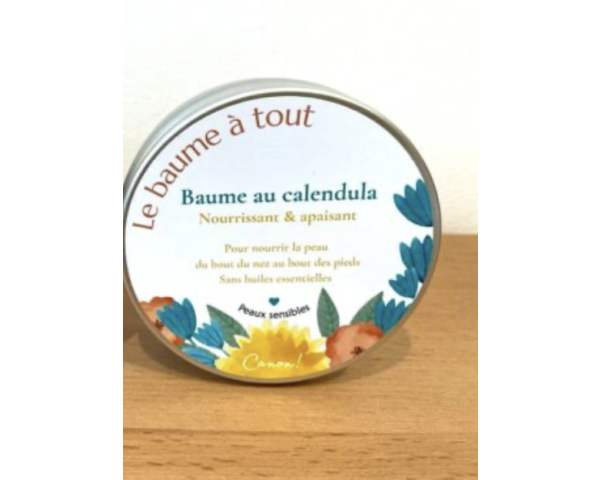 Le baume à tout
Baume au calendula
Nourrissant & apaisant
Pour nourrir la peau
du bout du nez au bout des pieds
Sans huiles essentielles
Peaux sensibles
Canon!